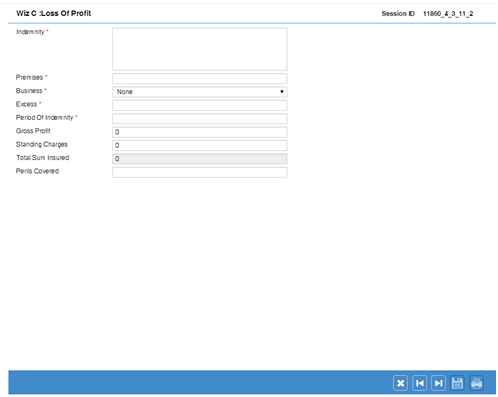 Wiz C :Loss Of Profit Session ID 11860_4_3_11_2
Indemnity *
Premises *
Business * None
Excess *
Period Of Indemnity *
Gross Profit 0
Standing Charges 0
Total Sum Insured 0
Perils Covered